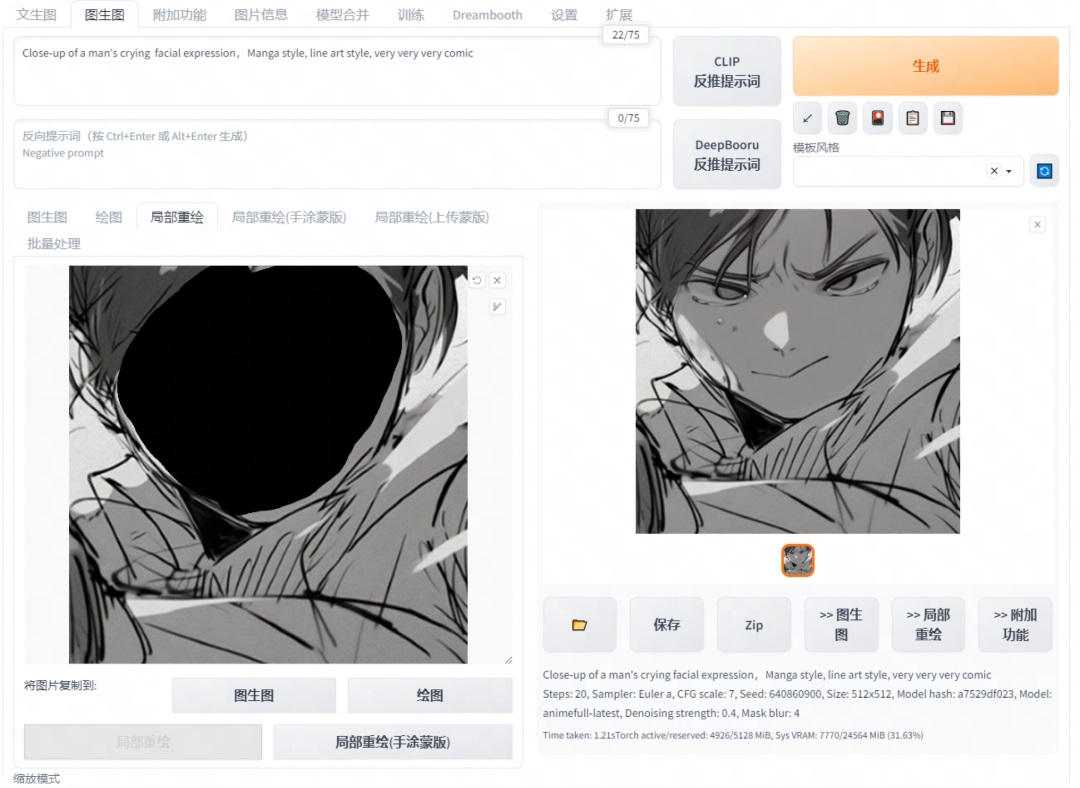 文生图 图生图 附加功能 图片信息 模型合并 训练 Dreambooth 设置 扩展
22/75
Close-up of a man's crying facial expression，Manga style, line art style, very very very comic
CLIP
反推提示词
生成
0/75
反向提示词（按 Ctrl+Enter 或 Alt+Enter 生成）
Negative prompt
DeepBooru
反推提示词
模板风格
图生图 绘图 局部重绘 局部重绘(手涂蒙版) 局部重绘(上传蒙版)
批量处理
保存
Zip
>> 图生
图
>> 局部
重绘
>> 附加
功能
将图片复制到:
图生图
绘图
局部重绘
局部重绘(手涂蒙版)
缩放模式
Close-up of a man's crying facial expression，Manga style, line art style, very very very comic
Steps: 20, Sampler: Euler a, CFG scale: 7, Seed: 640860900, Size: 512x512, Model hash: a7529df023, Model:
animefull-latest, Denoising strength: 0.4, Mask blur: 4
Time taken: 1.21sTorch active/reserved: 4926/5128 MiB, Sys VRAM: 7770/24564 MiB (31.63%)